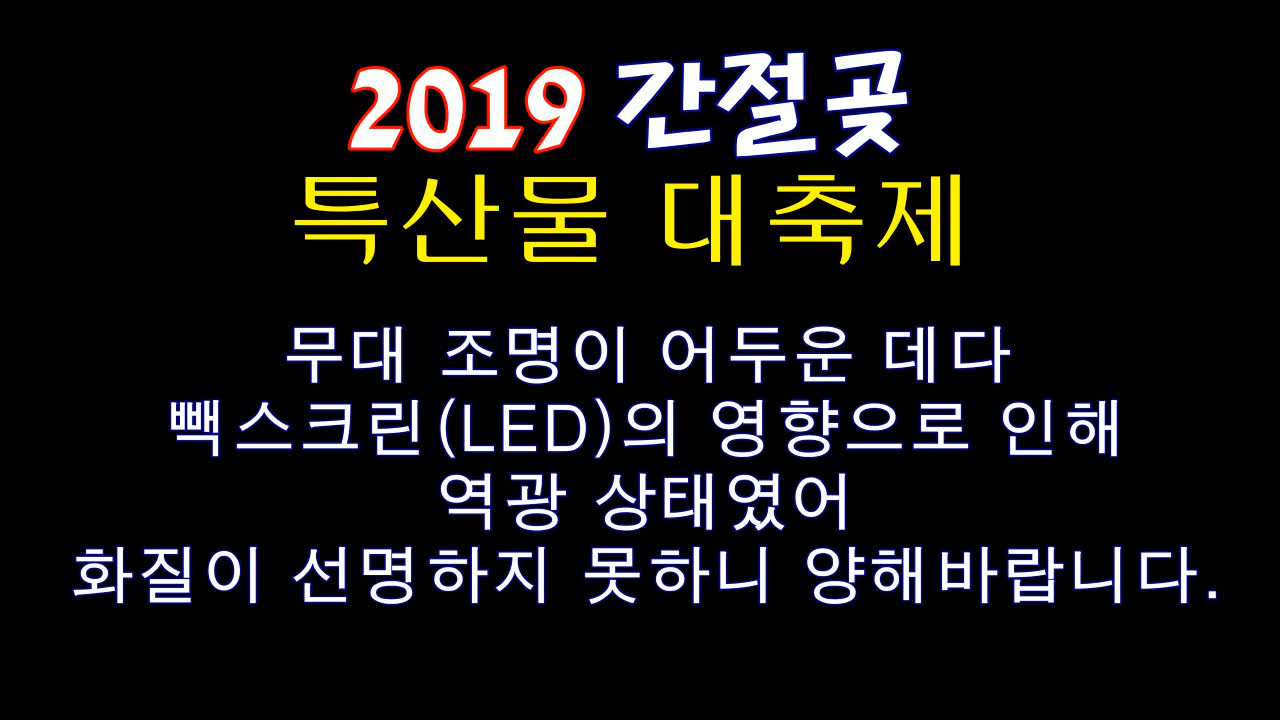 2019 간절곶
특산물 대축제
무대 조명이 어두운 데다
빽스크린(LED)의 영향으로 인해
역광 상태였어
화질이 선명하지 못하니 양해바랍니다.